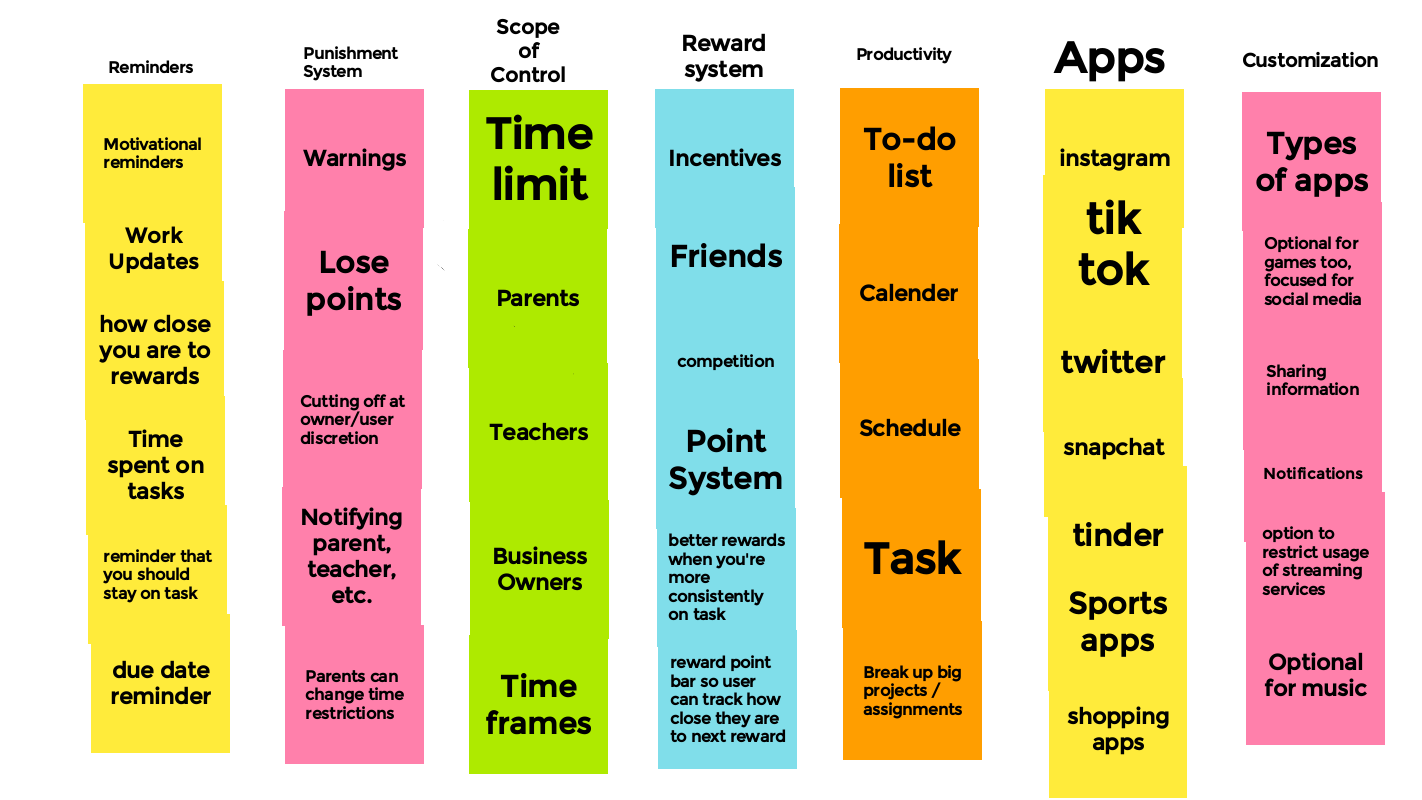 Reminders
Motivational
reminders
Work
Updates
how close
you are to
rewards
Time
spent on
tasks
reminder that
you should
stay on task
due date
reminder
Punishment
System
Warnings
Lose
points
Cutting off at
owner/user
discretion
Notifying
parent,
teacher,
etc.
Parents can
change time
restrictions
Scope
of
Control
Time
limit
Parents
Teachers
Business
Owners
Time
frames
Reward
system
Incentives
Friends
competition
Point
System
better rewards
when you're
more
consistently
on task
reward point
bar so user
can track how
close they are
to next reward
Productivity
To-do
list
Calender
Schedule
Task
Break up big
projects /
assignments
Apps
instagram
tik
tok
twitter
snapchat
tinder
Sports
apps
shopping
apps
Customization
Types
of apps
Optional for
games too,
focused for
social media
Sharing
information
Notifications
option to
restrict usage
of streaming
services
Optional
for music